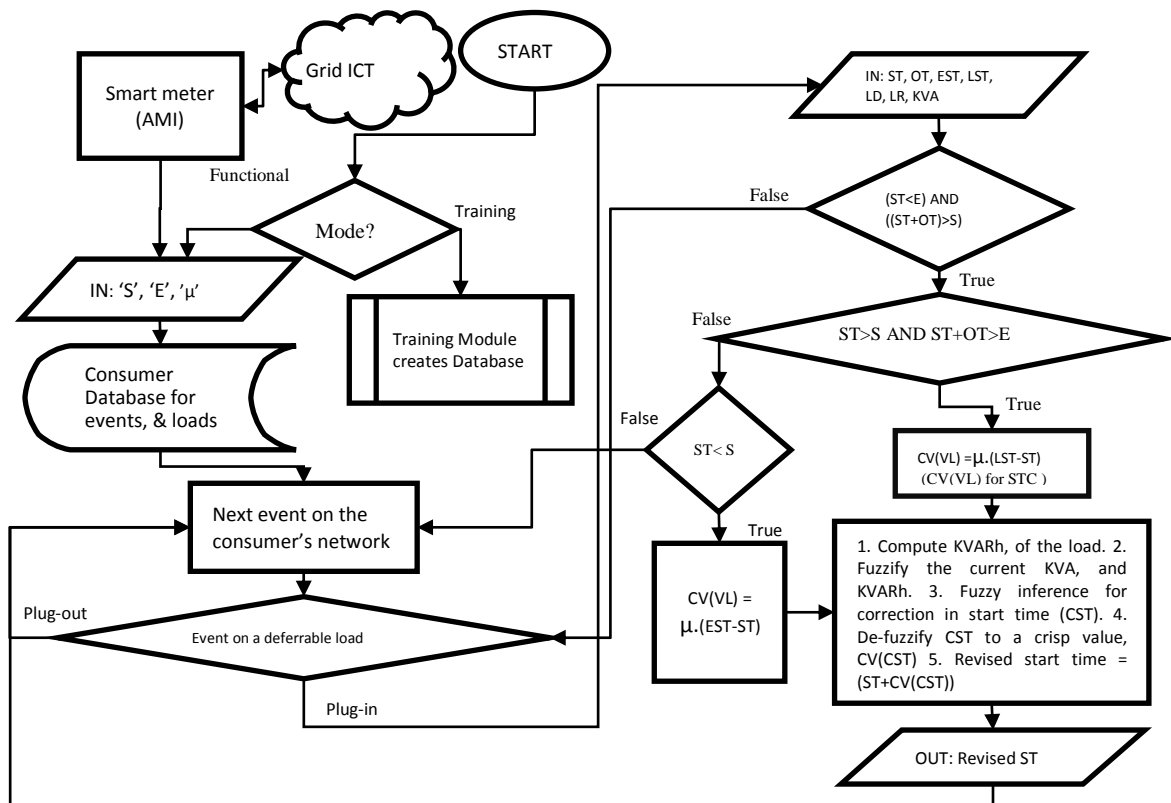 START
Grid ICT
Smart meter
(AMI)
Functional
Mode?
Training
IN: ‘S’, ‘E’, ’µ’
Training Module
creates Database
Consumer
Database for
events, & loads
Next event on the
consumer’s network
Plug-out
Event on a deferrable load
Plug-in
IN: ST, OT, EST, LST,
LD, LR, KVA
False
(ST<E) AND
((ST+OT)>S)
True
False
ST>S AND ST+OT>E
True
False
ST< S
True
CV(VL) =µ.(LST-ST)
(CV(VL) for STC )
CV(VL) =
µ.(EST-ST)
1. Compute KVARh, of the load. 2.
Fuzzify the current KVA, and
KVARh. 3. Fuzzy inference for
correction in start time (CST). 4.
De-fuzzify CST to a crisp value,
CV(CST) 5. Revised start time =
(ST+CV(CST))
OUT: Revised ST